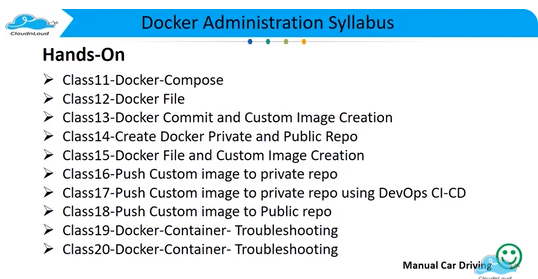 Docker Administration Syllabus
CloudnLoud
Hands-On
Class11-Docker-Compose
Class12-Docker File
Class13-Docker Commit and Custom Image Creation
Class14-Create Docker Private and Public Repo
Class15-Docker File and Custom Image Creation
Class16-Push Custom image to private repo
Class17-Push Custom image to private repo using DevOps CI-CD
Class18-Push Custom image to Public repo
Class19-Docker-Container- Troubleshooting
Class20-Docker-Container- Troubleshooting
Manual Car Driving
CloudnLoud